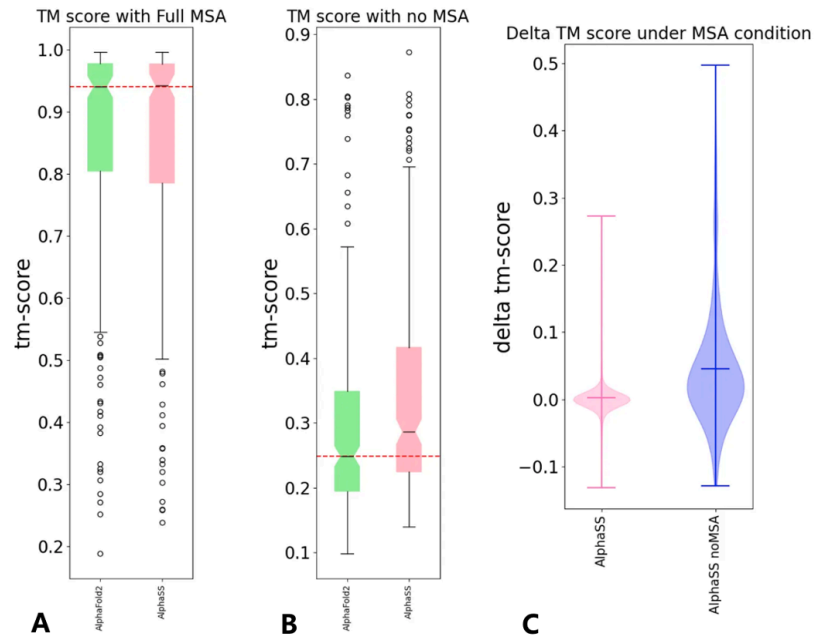 TM score with Full MSA
tm-score
1.0
0.9
0.8
0.7
0.6
0.5
0.4
0.3
0.2
AlphaFold2
AlphaSS
A
TM score with no MSA
tm-score
0.9
0.8
0.7
0.6
0.5
0.4
0.3
0.2
0.1
AlphaFold2
AlphaSS
B
Delta TM score under MSA condition
delta tm-score
0.5
0.4
0.3
0.2
0.1
0.0
−0.1
AlphaSS
AlphaSS noMSA
C